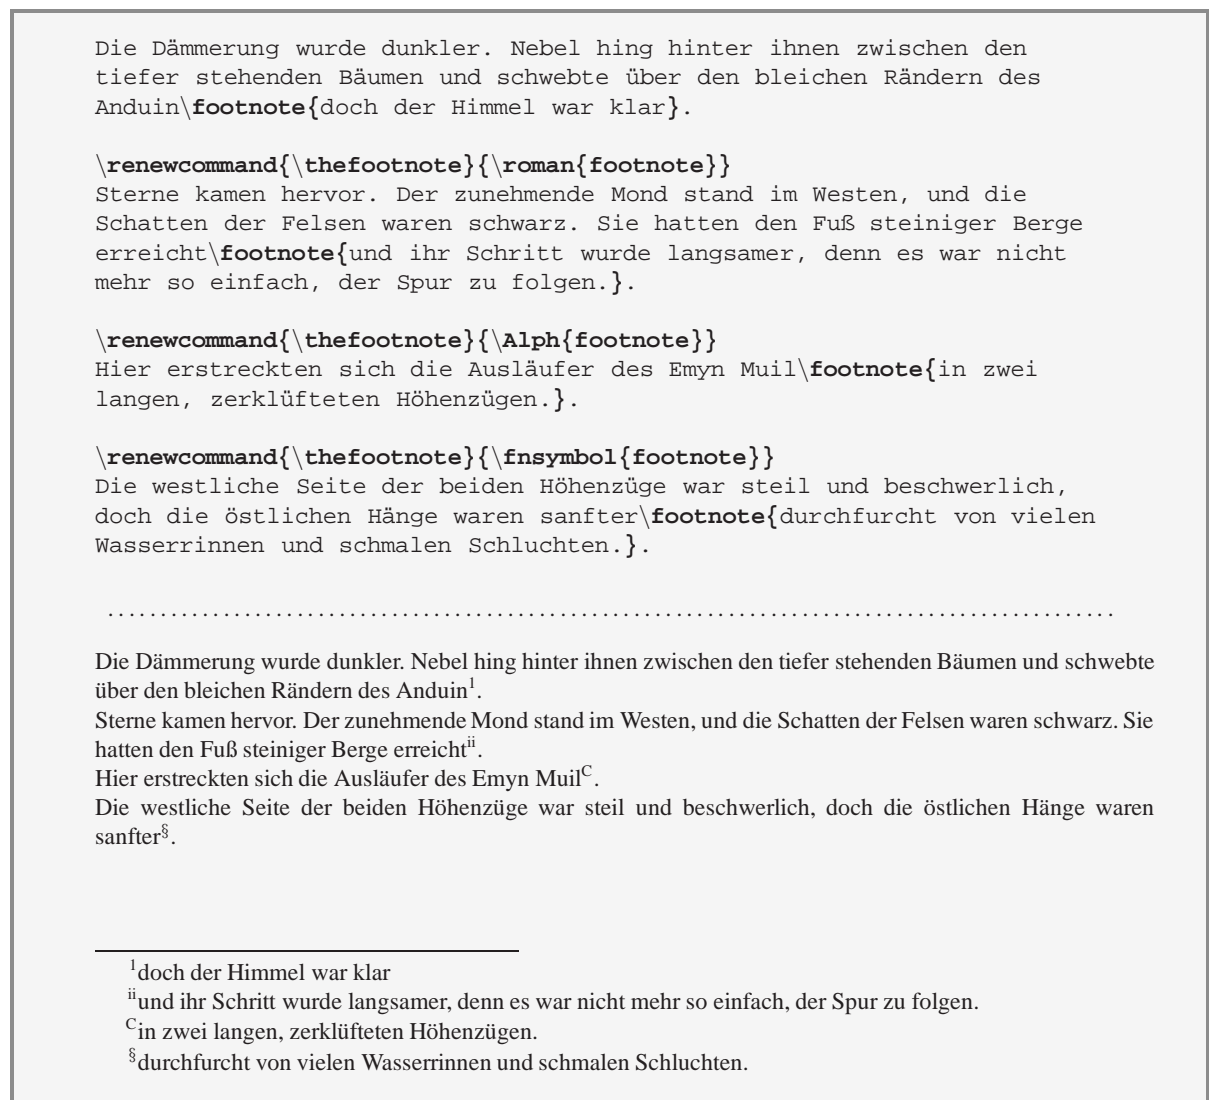 Die Dämmerung wurde dunkler. Nebel hing hinter ihnen zwischen den
tiefer stehenden Bäumen und schwebte über den bleichen Rändern des
Anduin\footnote{doch der Himmel war klar}.
\renewcommand{\thefootnote}{\roman{footnote}}
Sterne kamen hervor. Der zunehmende Mond stand im Westen, und die
Schatten der Felsen waren schwarz. Sie hatten den Fuß steiniger Berge
erreicht\footnote{und ihr Schritt wurde langsamer, denn es war nicht
mehr so einfach, der Spur zu folgen.}.
\renewcommand{\thefootnote}{\Alph{footnote}}
Hier erstreckten sich die Ausläufer des Emyn Muil\footnote{in zwei
langen, zerklüfteten Höhenzügen.}.
\renewcommand{\thefootnote}{\fnsymbol{footnote}}
Die westliche Seite der beiden Höhenzüge war steil und beschwerlich,
doch die östlichen Hänge waren sanfter\footnote{durchfurcht von vielen
Wasserrinnen und schmalen Schluchten.}.
Die Dämmerung wurde dunkler. Nebel hing hinter ihnen zwischen den tiefer stehenden Bäumen und schwebte
über den bleichen Rändern des Anduin¹.
Sterne kamen hervor. Der zunehmende Mond stand im Westen, und die Schatten der Felsen waren schwarz. Sie
hatten den Fuß steiniger Berge erreichtⁱⁱ.
Hier erstreckten sich die Ausläufer des Emyn Muil^C.
Die westliche Seite der beiden Höhenzüge war steil und beschwerlich, doch die östlichen Hänge waren
sanfter§.
¹doch der Himmel war klar
ⁱⁱund ihr Schritt wurde langsamer, denn es war nicht mehr so einfach, der Spur zu folgen.
^Cin zwei langen, zerklüfteten Höhenzügen.
§durchfurcht von vielen Wasserrinnen und schmalen Schluchten.